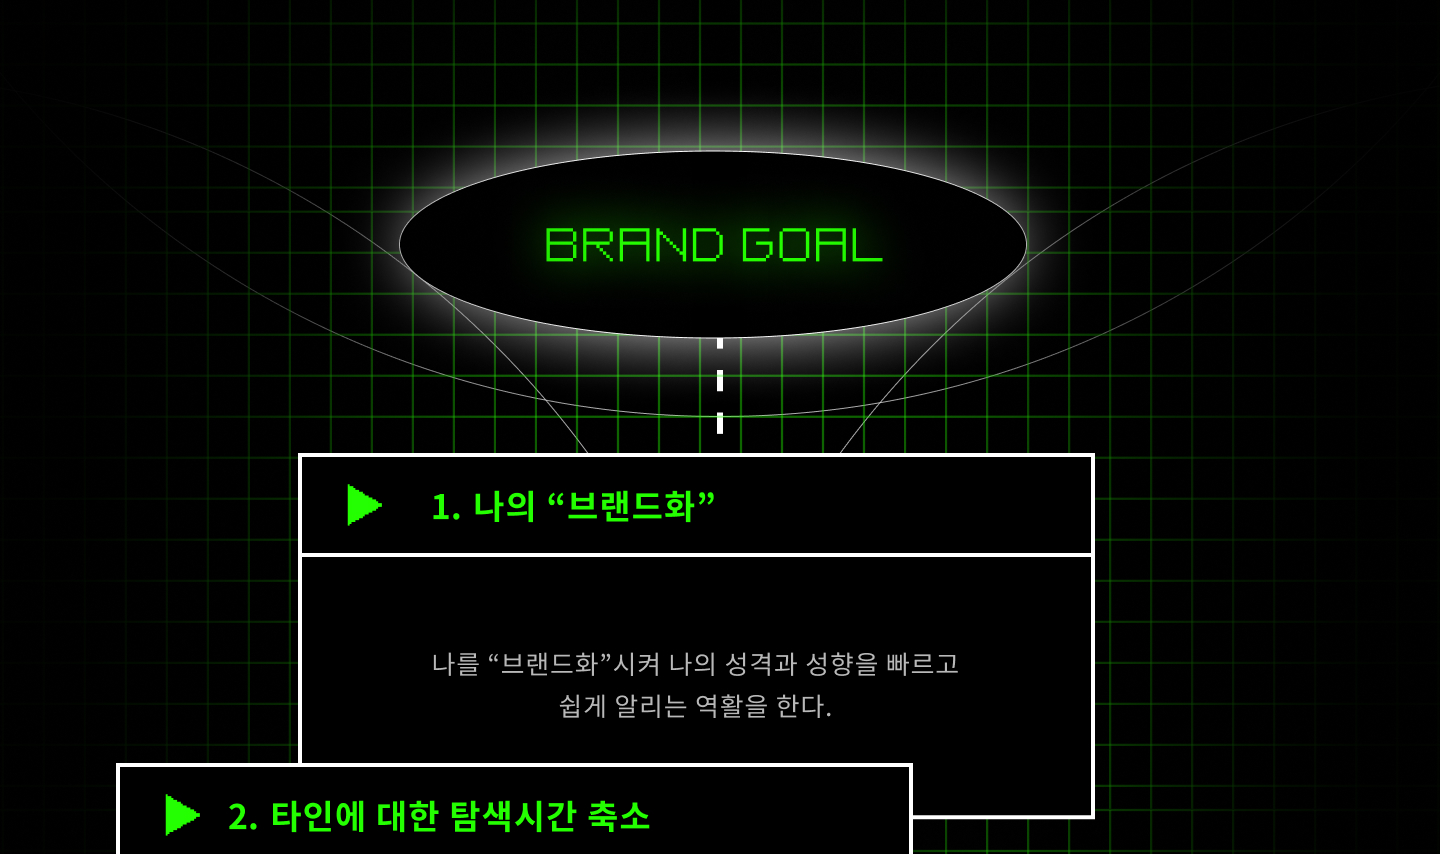 BRAND GOAL
1. 나의 “브랜드화”
나를 “브랜드화”시켜 나의 성격과 성향을 빠르고
쉽게 알리는 역활을 한다.
2. 타인에 대한 탐색시간 축소